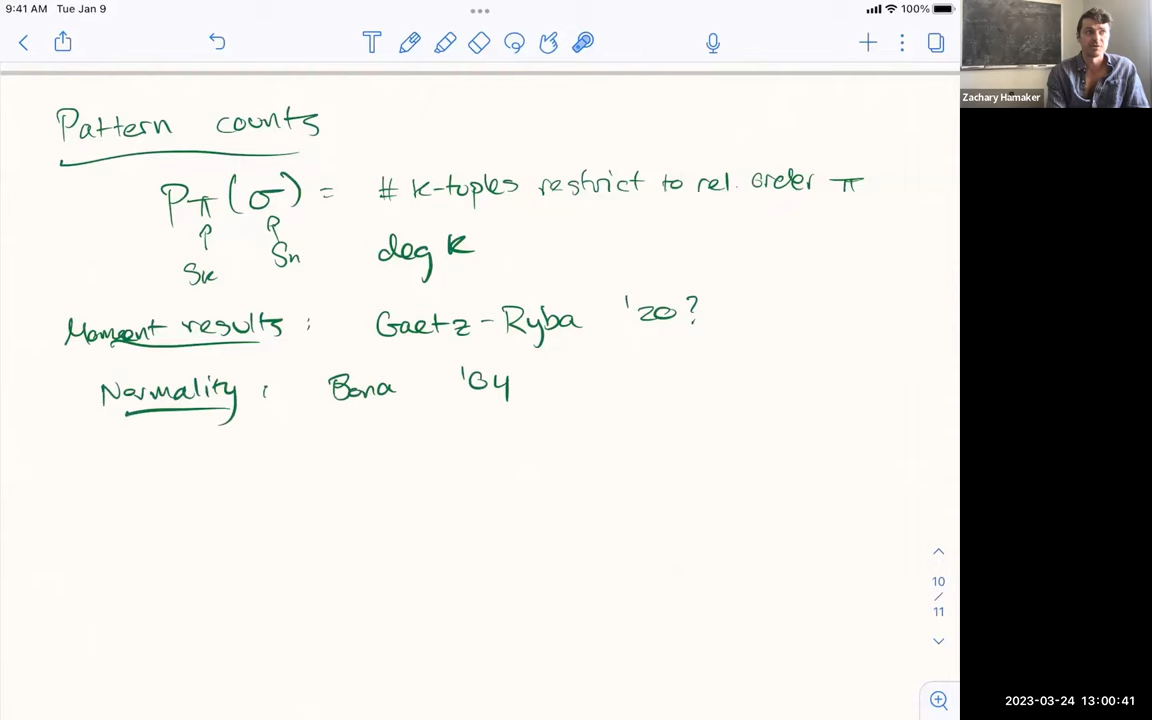 9:41 AM Tue Jan 9
100%
Zachary Hamaker
Pattern counts
Pπ(σ) = # k-tuples restrict to rel. order π
Sk
Sn
deg k
Moment results : Gaetz - Ryba '20?
Normality : Bona '04
10
/
11
2023-03-24 13:00:41